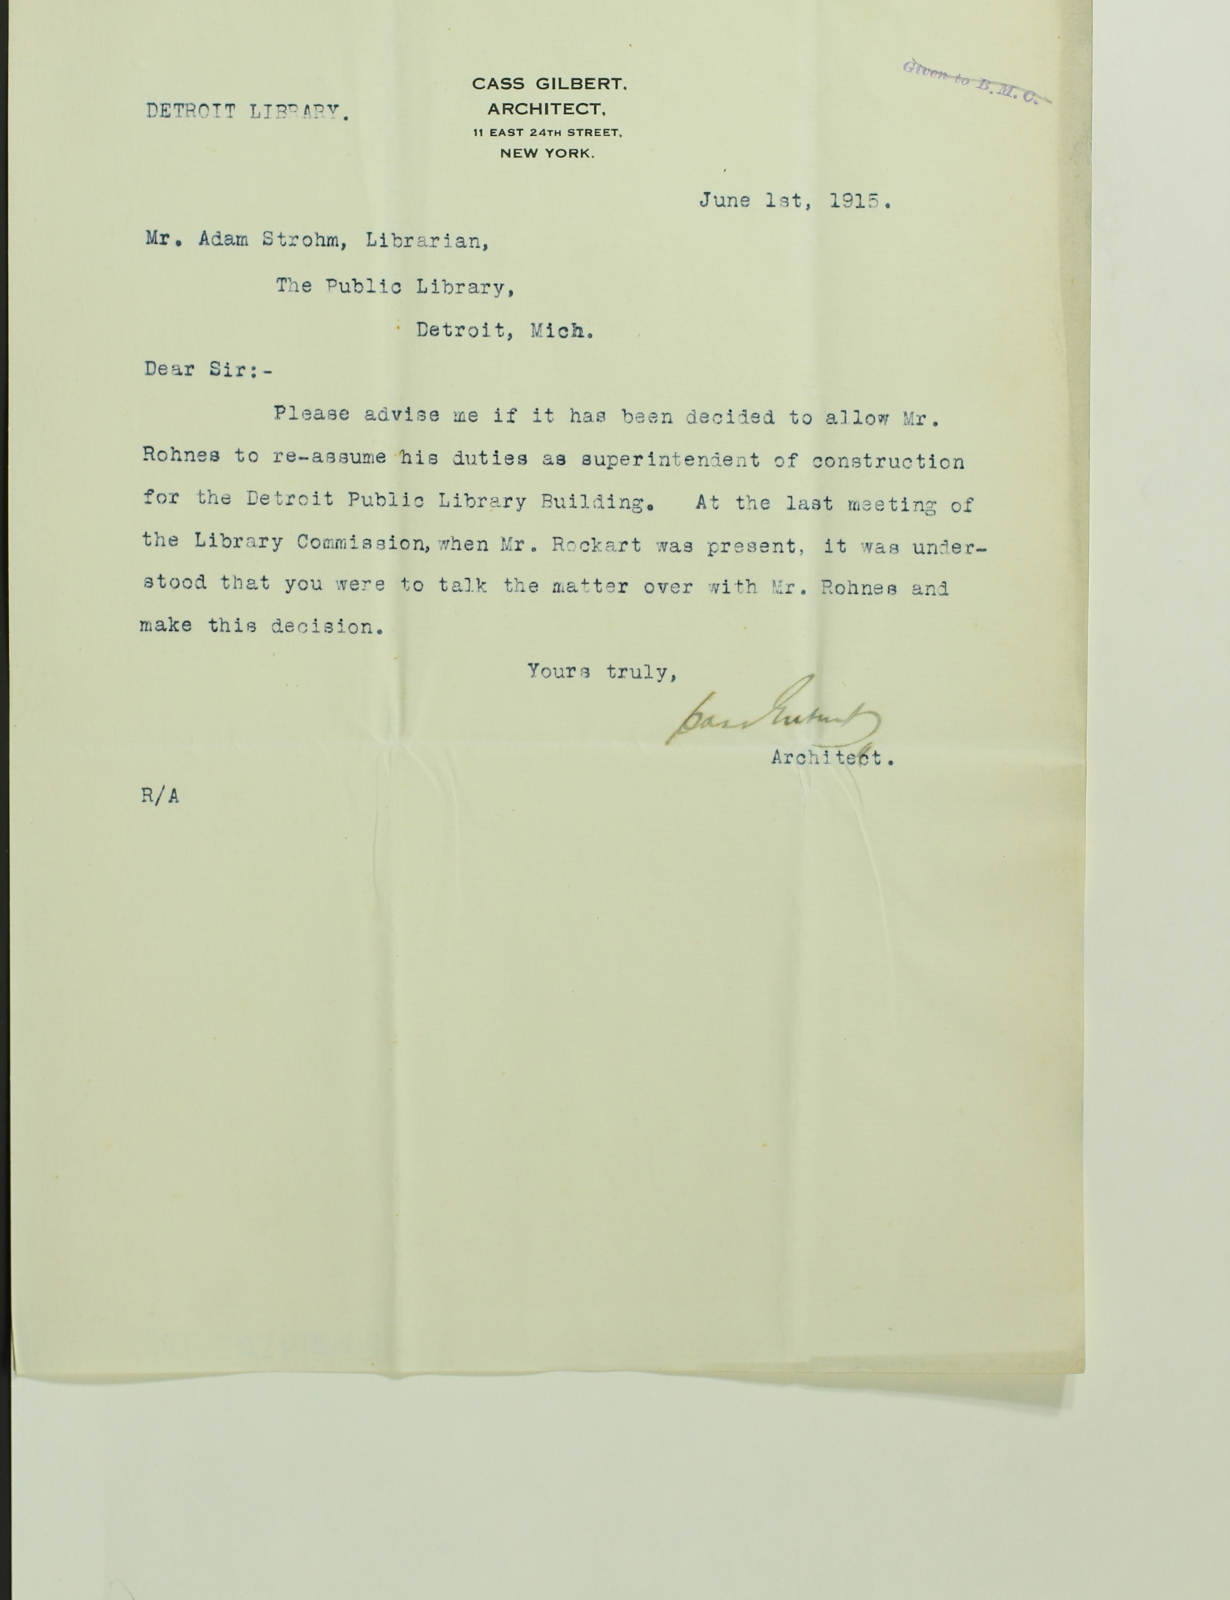 CASS GILBERT,
ARCHITECT,
11 EAST 24TH STREET,
NEW YORK.
Given to B. M. C.
DETROIT LIBRARY.
June 1st, 1915.
Mr. Adam Strohm, Librarian,
The Public Library,
Detroit, Mich.
Dear Sir:-
Please advise me if it has been decided to allow Mr.
Rohnes to re-assume his duties as superintendent of construction
for the Detroit Public Library Building. At the last meeting of
the Library Commission, when Mr. Rockart was present, it was under-
stood that you were to talk the matter over with Mr. Rohnes and
make this decision.
Yours truly,
Cass Gilbert
Architect.
R/A